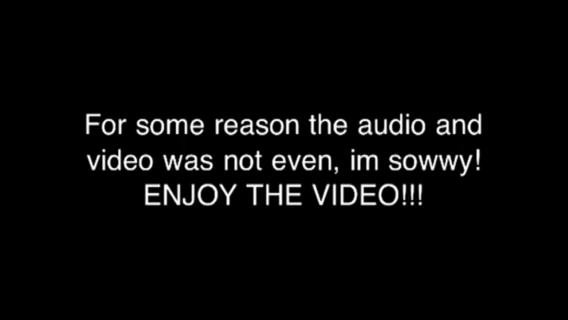 For some reason the audio and
video was not even, im sowwy!
ENJOY THE VIDEO!!!